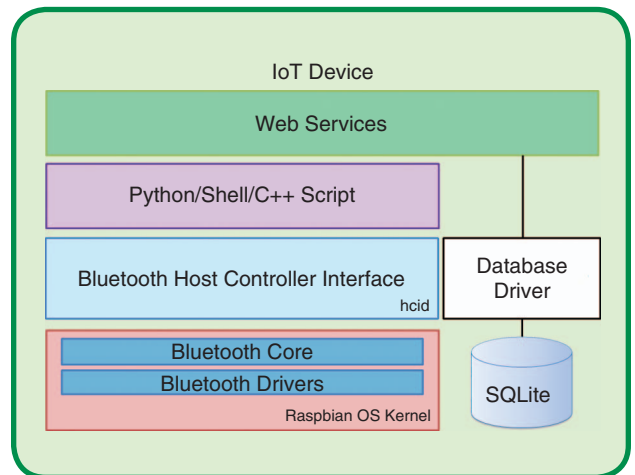 IoT Device
Web Services
Python/Shell/C++ Script
Bluetooth Host Controller Interface
hcid
Database
Driver
Bluetooth Core
Bluetooth Drivers
Raspbian OS Kernel
SQLite